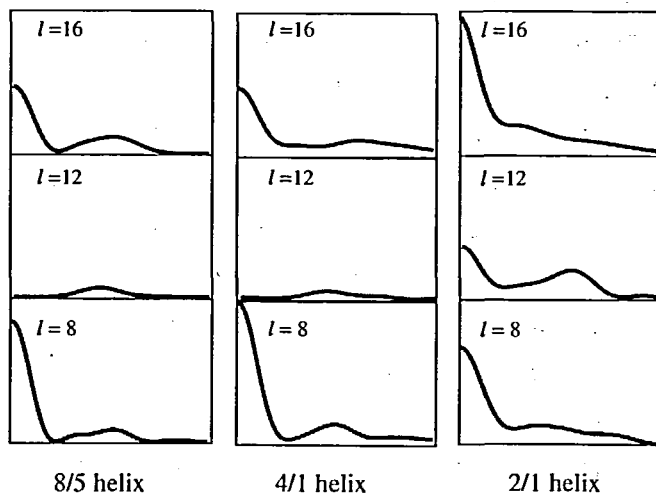 l=16 l=16 l=16
l=12 l=12 l=12
l=8 l=8 l=8
8/5 helix 4/1 helix 2/1 helix